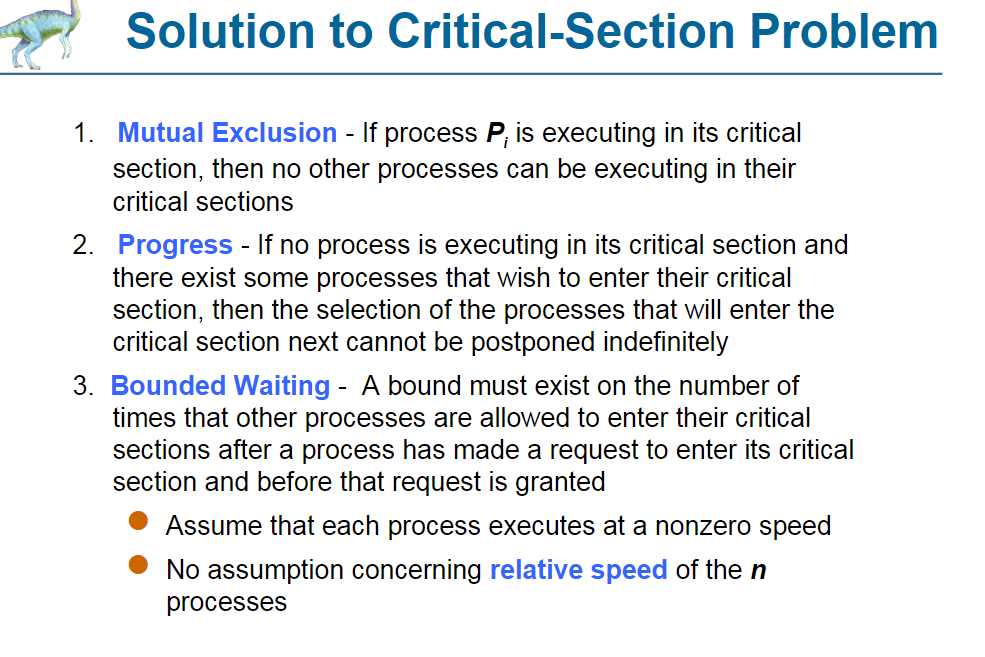 Solution to Critical-Section Problem
1. Mutual Exclusion - If process Pi is executing in its critical
section, then no other processes can be executing in their
critical sections
2. Progress - If no process is executing in its critical section and
there exist some processes that wish to enter their critical
section, then the selection of the processes that will enter the
critical section next cannot be postponed indefinitely
3. Bounded Waiting - A bound must exist on the number of
times that other processes are allowed to enter their critical
sections after a process has made a request to enter its critical
section and before that request is granted
Assume that each process executes at a nonzero speed
No assumption concerning relative speed of the n
processes